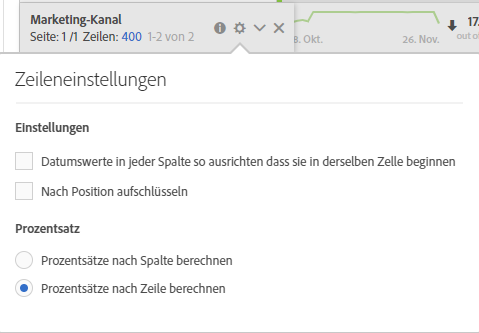 Marketing-Kanal
Seite: 1 /1 Zeilen: 400 1-2 von 2
8. Okt.
26. Nov.
17.
out of
Zeileneinstellungen
Einstellungen
Datumswerte in jeder Spalte so ausrichten dass sie in derselben Zelle beginnen
Nach Position aufschlüsseln
Prozentsatz
Prozentsätze nach Spalte berechnen
Prozentsätze nach Zeile berechnen